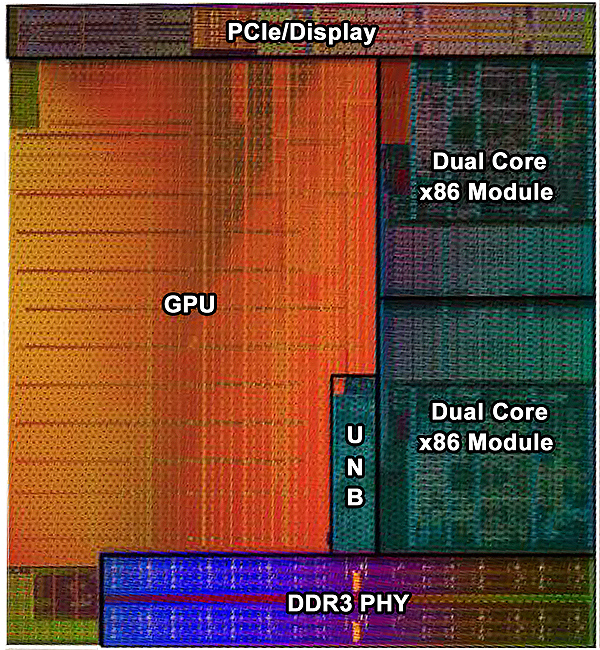 PCIe/Display
Dual Core
x86 Module
GPU
Dual Core
x86 Module
U
N
B
DDR3 PHY